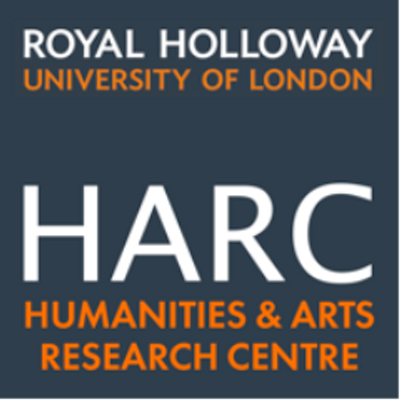 ROYAL HOLLOWAY
UNIVERSITY OF LONDON
HARC
HUMANITIES & ARTS
RESEARCH CENTRE